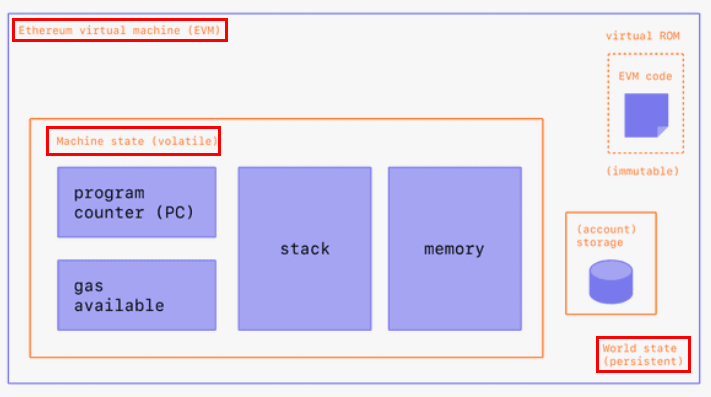 Ethereum virtual machine (EVM)
virtual ROM
EVM code
(immutable)
Machine state (volatile)
program
counter (PC)
gas
available
stack
memory
(account)
storage
World state
(persistent)